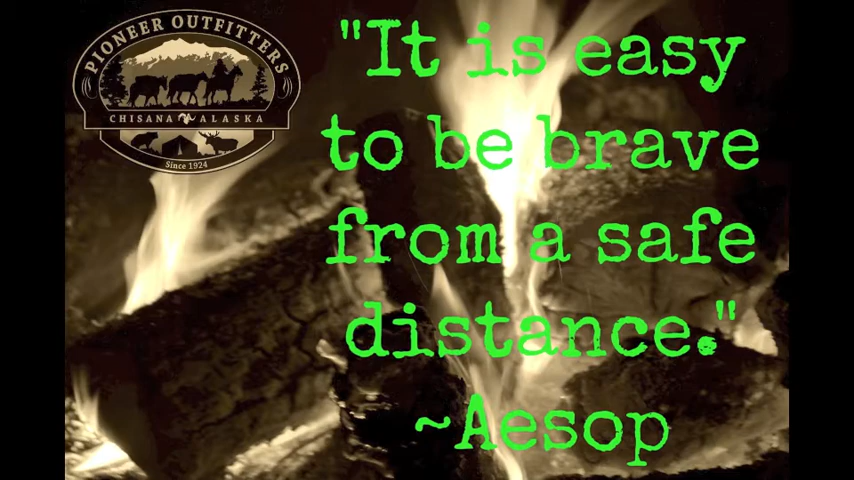 PIONEER OUTFITTERS
CHISANA ALASKA
Since 1924
"It is easy
to be brave
from a safe
distance."
~Aesop